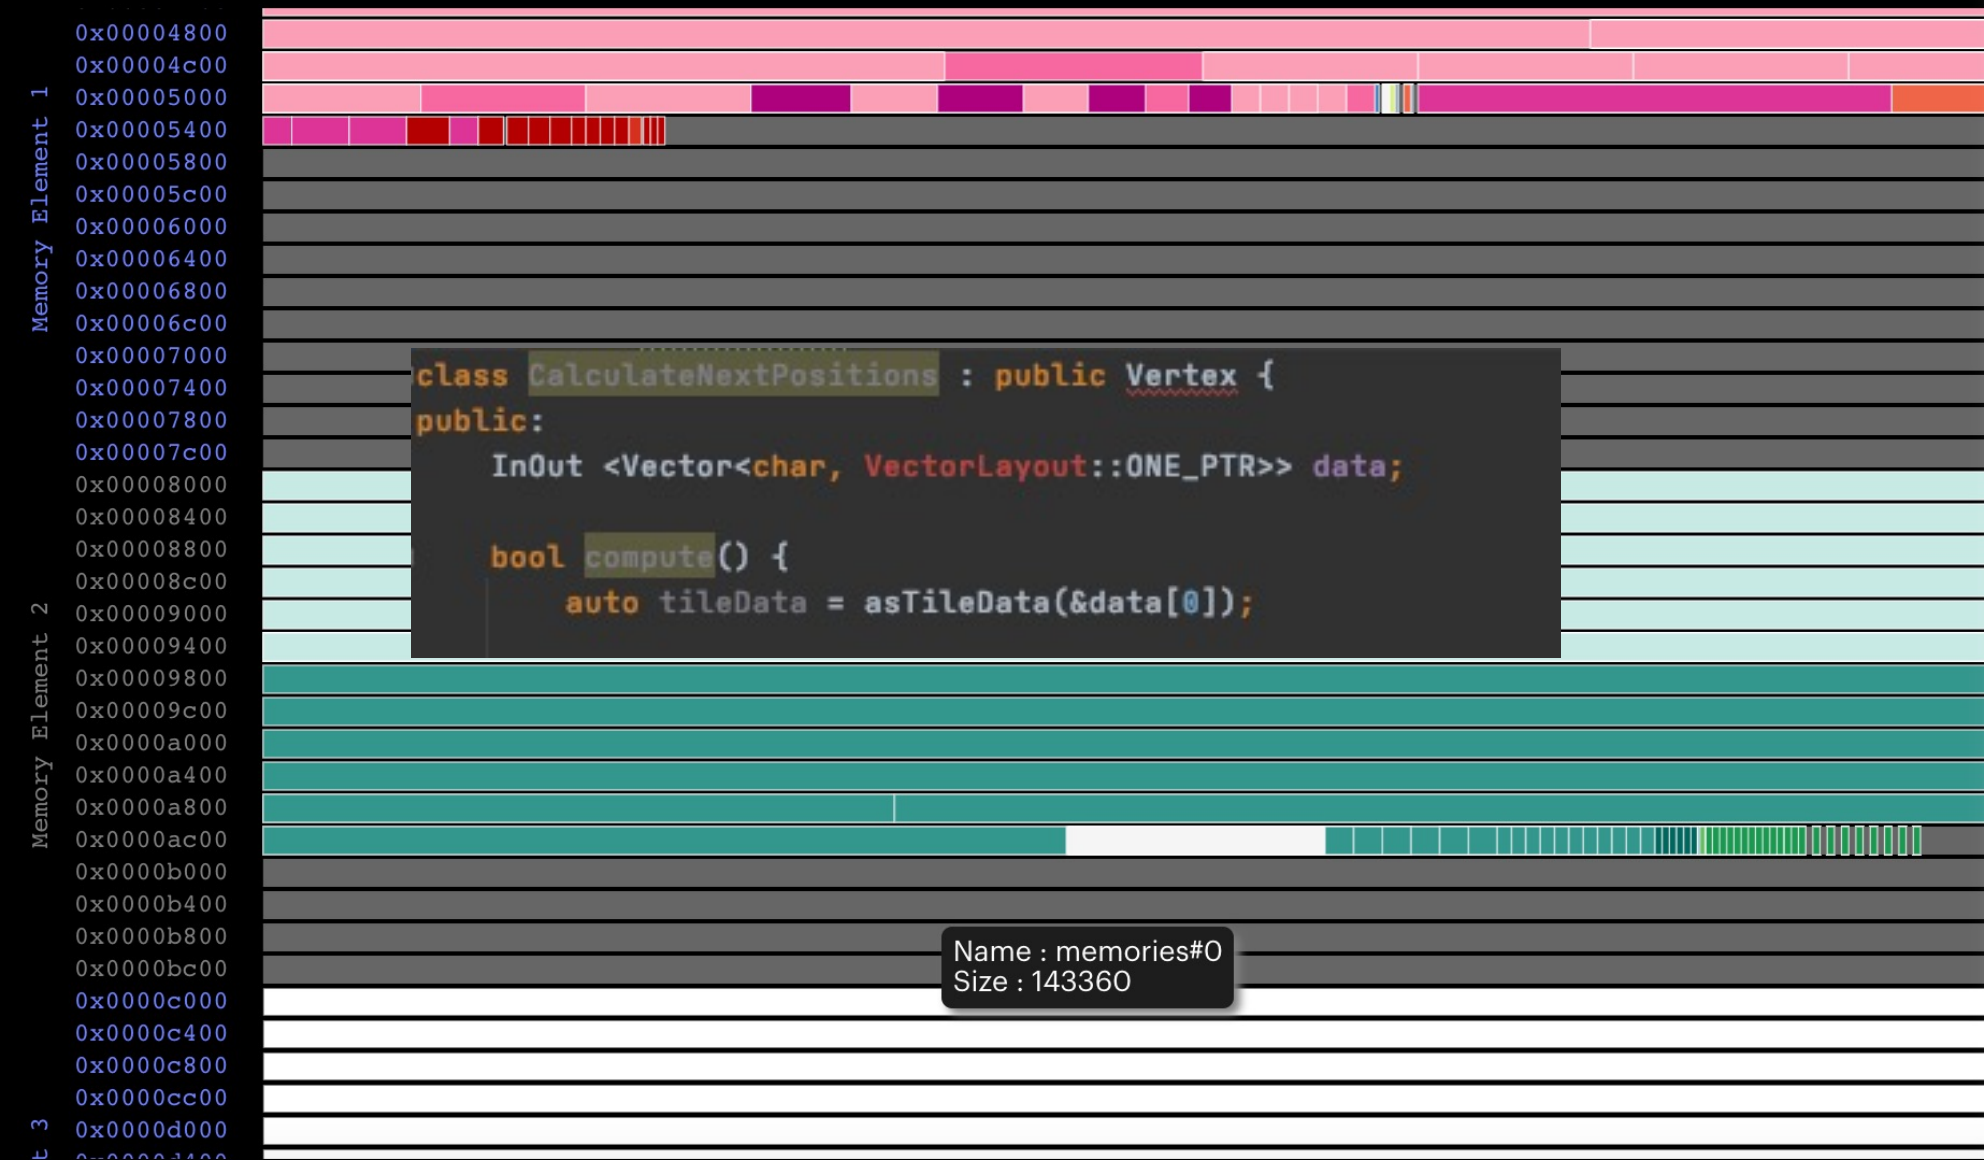 0x00004800
0x00004c00
0x00005000
0x00005400
0x00005800
0x00005c00
0x00006000
0x00006400
0x00006800
0x00006c00
0x00007000
0x00007400
0x00007800
0x00007c00
0x00008000
0x00008400
0x00008800
0x00008c00
0x00009000
0x00009400
0x00009800
0x00009c00
0x0000a000
0x0000a400
0x0000a800
0x0000ac00
0x0000b000
0x0000b400
0x0000b800
0x0000bc00
0x0000c000
0x0000c400
0x0000c800
0x0000cc00
0x0000d000
0x0000d400
Memory Element 1
Memory Element 2
t 3
class CalculateNextPositions : public Vertex {
public:
InOut <Vector<char, VectorLayout::ONE_PTR>> data;
bool compute() {
auto tileData = asTileData(&data[0]);
Name : memories#0
Size : 143360